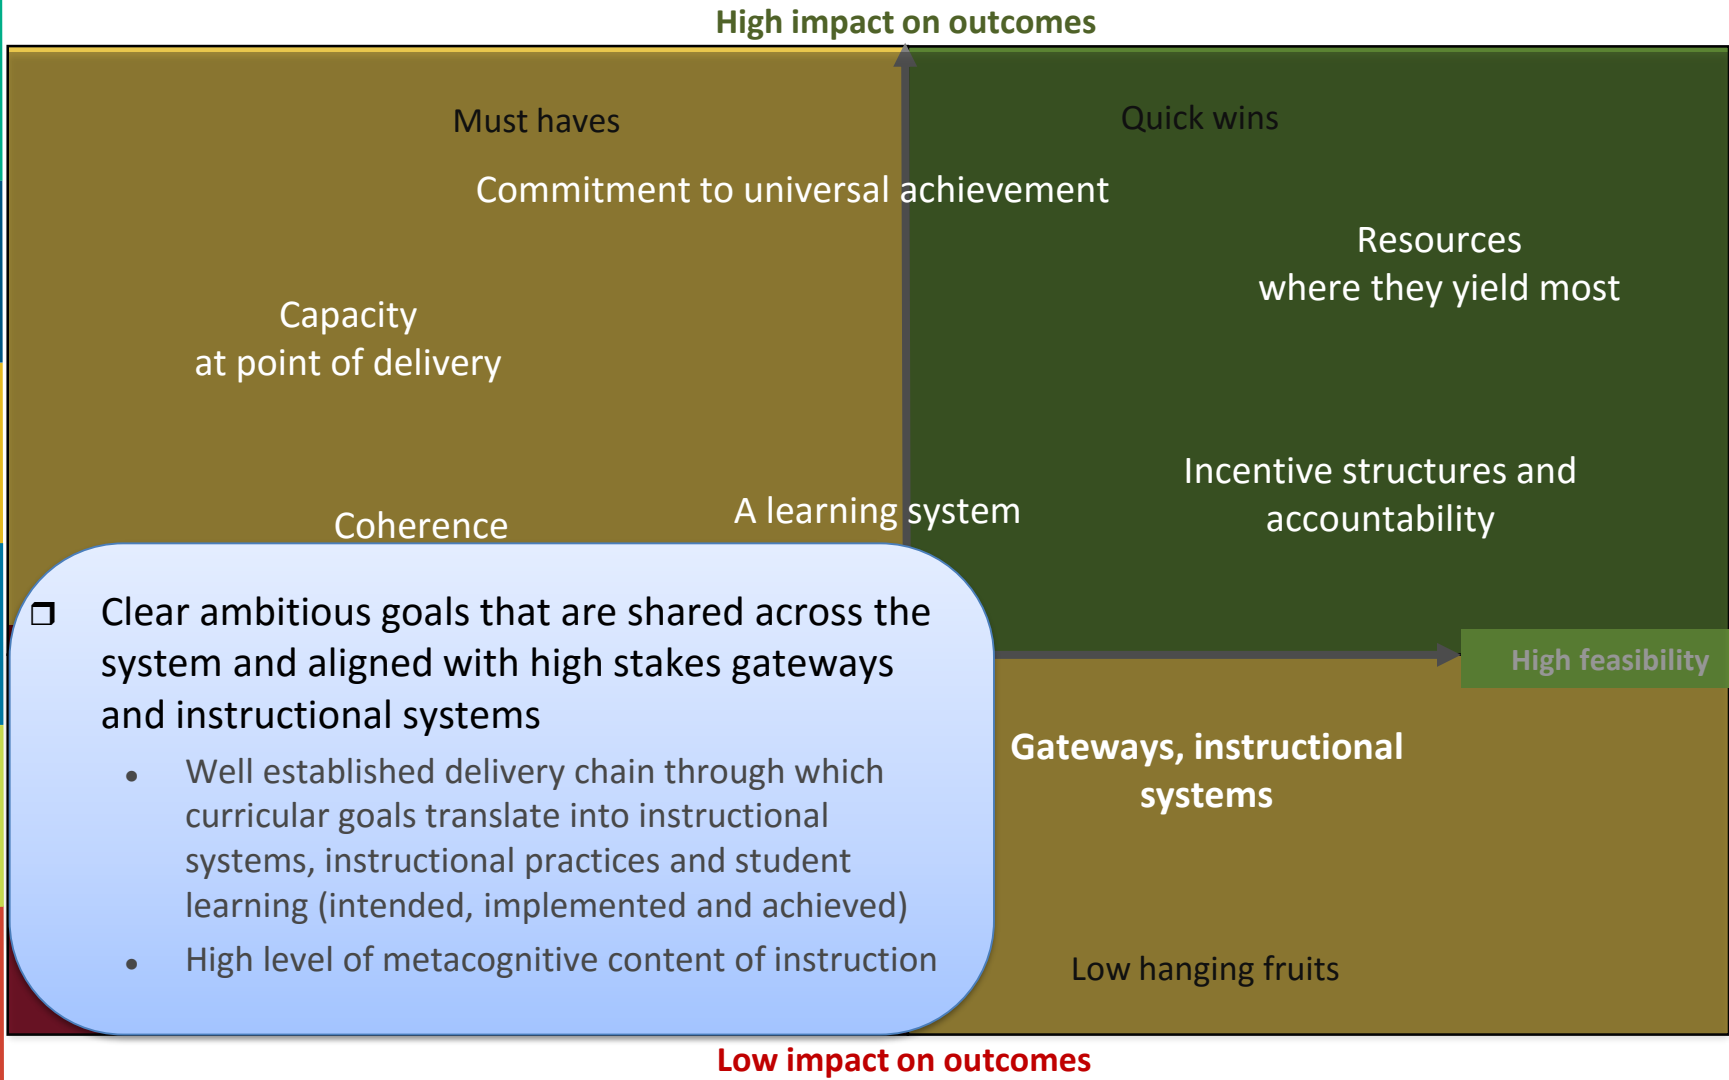 High impact on outcomes
Must haves
Quick wins
Commitment to universal achievement
Resources
where they yield most
Capacity
at point of delivery
Incentive structures and
accountability
A learning system
Coherence
❒ Clear ambitious goals that are shared across the
system and aligned with high stakes gateways
and instructional systems
• Well established delivery chain through which
curricular goals translate into instructional
systems, instructional practices and student
learning (intended, implemented and achieved)
• High level of metacognitive content of instruction
High feasibility
Gateways, instructional
systems
Low hanging fruits
Low impact on outcomes